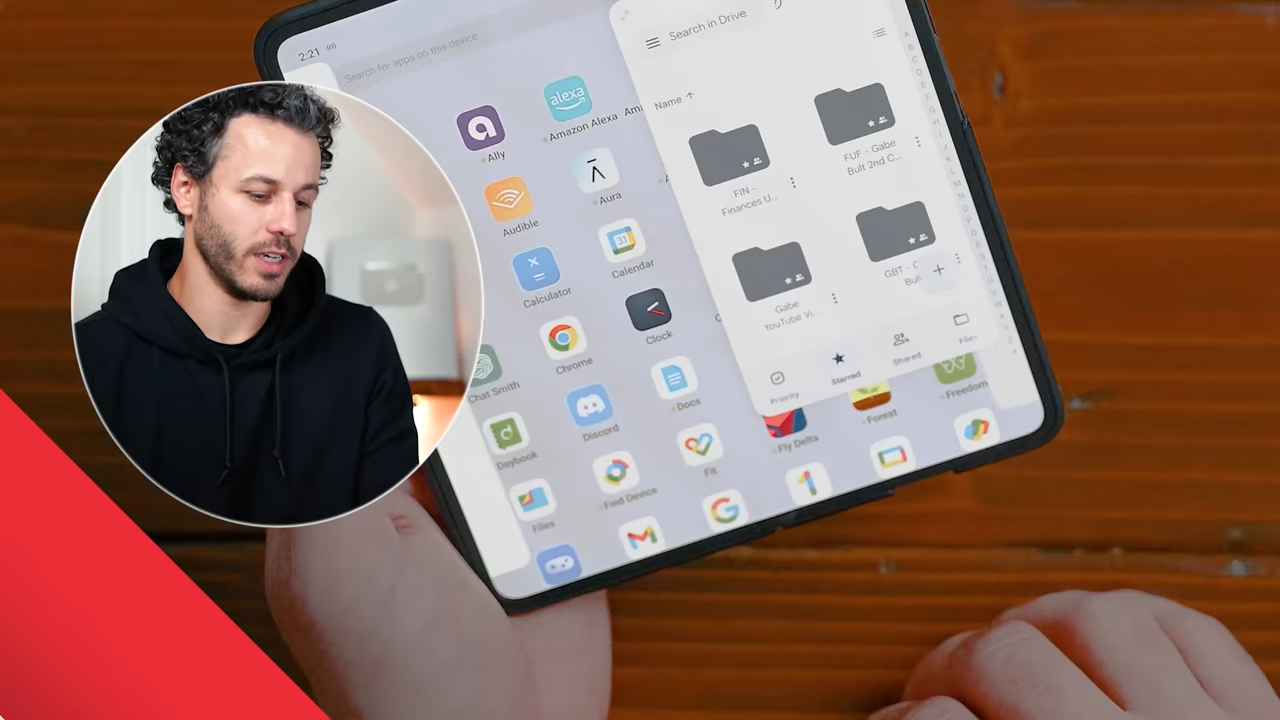 2:21
Search for apps on this device
Search in Drive
Name ↑
FIN -
Finances U...
FUF - Gabe
Bult 2nd C...
Gabe
YouTube Vi...
Priority
Starred
Shared
Files
alexa
Ally
Amazon Alexa
Audible
Aura
31
Calculator
Calendar
Chrome
Clock
Chat Smith
Discord
Docs
Daybook
Find Device
Fit
Fly Delta
Forest
Freedom
Files